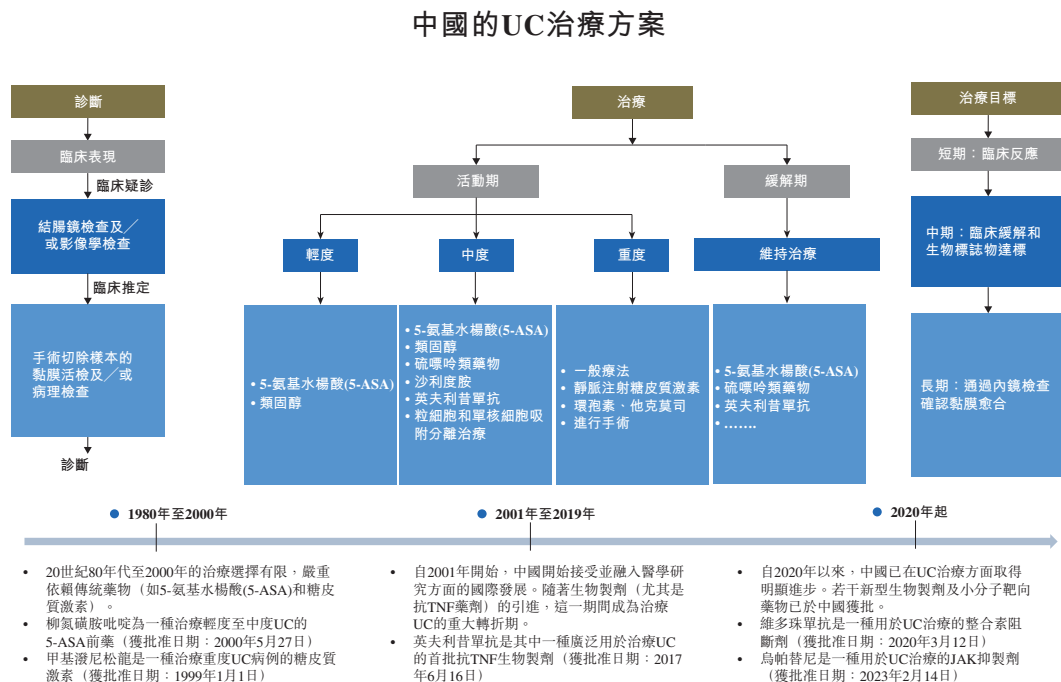 中國的UC治療方案
診斷
臨床表現
臨床疑診
結腸鏡檢查及╱
或影像學檢查
臨床推定
手術切除樣本的
黏膜活檢及╱或
病理檢查
診斷
治療
活動期
緩解期
輕度
中度
重度
維持治療
• 5-氨基水楊酸(5-ASA)
• 類固醇
• 5-氨基水楊酸(5-ASA)
• 類固醇
• 硫嘌呤類藥物
• 沙利度胺
• 英夫利昔單抗
• 粒細胞和單核細胞吸
附分離治療
• 一般療法
• 靜脈注射糖皮質激素
• 環孢素、他克莫司
• 進行手術
• 5-氨基水楊酸(5-ASA)
• 硫嘌呤類藥物
• 英夫利昔單抗
• …….
治療目標
短期：臨床反應
中期：臨床緩解和
生物標誌物達標
長期：通過內鏡檢查
確認黏膜愈合
• 1980年至2000年
• 20世紀80年代至2000年的治療選擇有限，嚴重
依賴傳統藥物（如5-氨基水楊酸(5-ASA)和糖皮
質激素）。
• 柳氮磺胺吡啶為一種治療輕度至中度UC的
5-ASA前藥（獲批准日期：2000年5月27日）
• 甲基潑尼松龍是一種治療重度UC病例的糖皮質
激素（獲批准日期：1999年1月1日）
• 2001年至2019年
• 自2001年開始，中國開始接受並融入醫學研
究方面的國際發展。隨著生物製劑（尤其是
抗TNF藥劑）的引進，這一期間成為治療
UC的重大轉折期。
• 英夫利昔單抗是其中一種廣泛用於治療UC
的首批抗TNF生物製劑（獲批准日期：2017
年6月16日）
• 2020年起
• 自2020年以來，中國已在UC治療方面取得
明顯進步。若干新型生物製劑及小分子靶向
藥物已於中國獲批。
• 維多珠單抗是一種用於UC治療的整合素阻
斷劑（獲批准日期：2020年3月12日）
• 烏帕替尼是一種用於UC治療的JAK抑製劑
（獲批准日期：2023年2月14日）